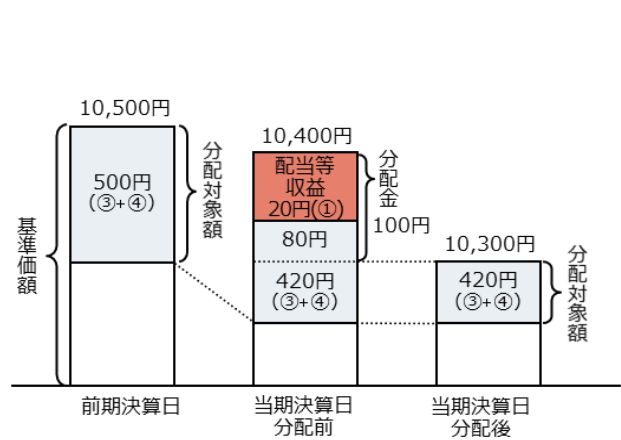 10,500円
500円
（③+④）
分配対象額
基準価額
前期決算日
10,400円
配当等
収益
20円(①)
80円
420円
（③+④）
分配金
100円
当期決算日
分配前
10,300円
420円
（③+④）
分配対象額
当期決算日
分配後